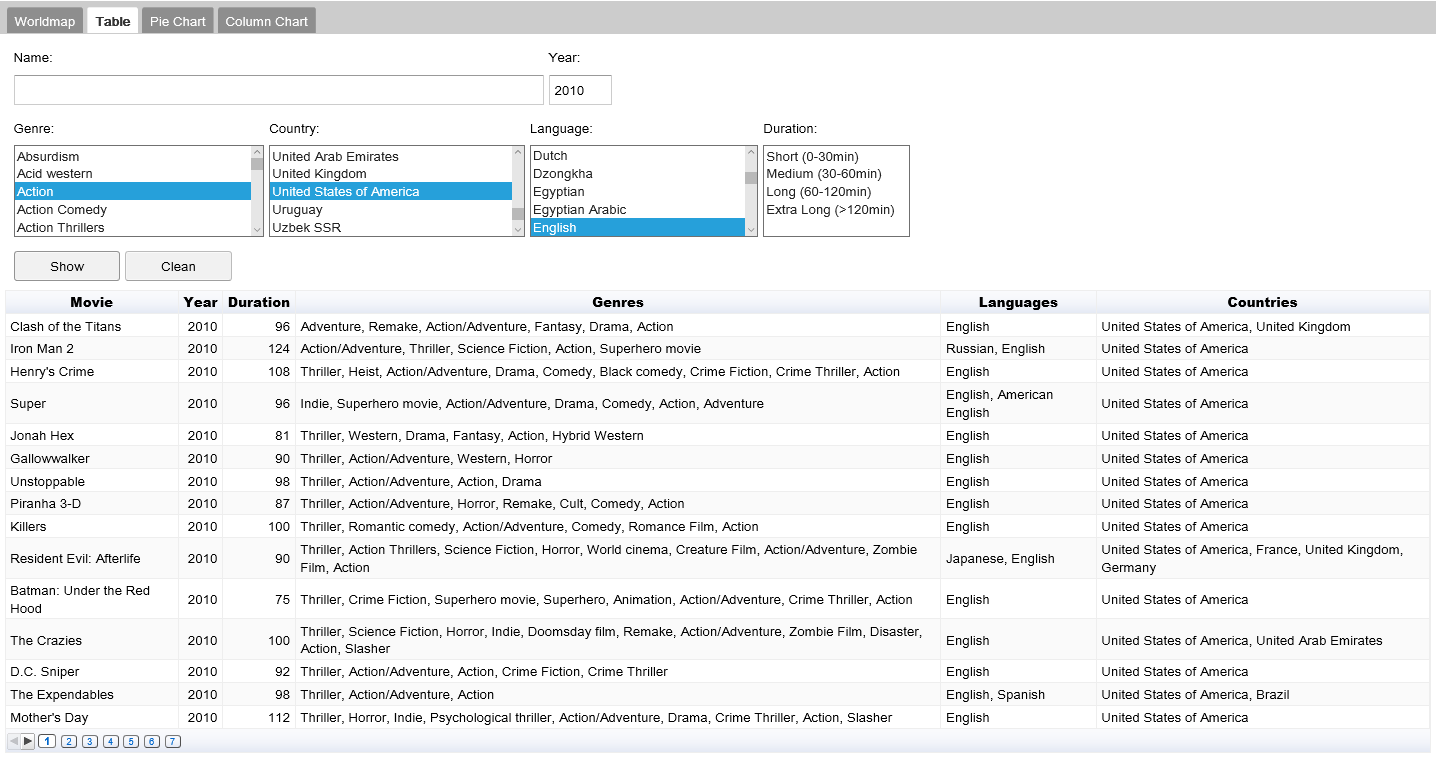 Worldmap Table Pie Chart Column Chart
Name: Year:
2010
Genre: Country: Language: Duration:
Absurdism United Arab Emirates Dutch Short (0-30min)
Acid western United Kingdom Dzongkha Medium (30-60min)
Action United States of America Egyptian Long (60-120min)
Action Comedy Uruguay Egyptian Arabic Extra Long (>120min)
Action Thrillers Uzbek SSR English
Show Clean
Movie Year Duration Genres Languages Countries
Clash of the Titans 2010 96 Adventure, Remake, Action/Adventure, Fantasy, Drama, Action English United States of America, United Kingdom
Iron Man 2 2010 124 Action/Adventure, Thriller, Science Fiction, Action, Superhero movie Russian, English United States of America
Henry's Crime 2010 108 Thriller, Heist, Action/Adventure, Drama, Comedy, Black comedy, Crime Fiction, Crime Thriller, Action English United States of America
Super 2010 96 Indie, Superhero movie, Action/Adventure, Drama, Comedy, Action, Adventure English, American
English United States of America
Jonah Hex 2010 81 Thriller, Western, Drama, Fantasy, Action, Hybrid Western English United States of America
Gallowwalker 2010 90 Thriller, Action/Adventure, Western, Horror English United States of America
Unstoppable 2010 98 Thriller, Action/Adventure, Action, Drama English United States of America
Piranha 3-D 2010 87 Thriller, Action/Adventure, Horror, Remake, Cult, Comedy, Action English United States of America
Killers 2010 100 Thriller, Romantic comedy, Action/Adventure, Comedy, Romance Film, Action English United States of America
Resident Evil: Afterlife 2010 90 Thriller, Action Thrillers, Science Fiction, Horror, World cinema, Creature Film, Action/Adventure, Zombie
Film, Action Japanese, English United States of America, France, United Kingdom,
Germany
Batman: Under the Red
Hood 2010 75 Thriller, Crime Fiction, Superhero movie, Superhero, Animation, Action/Adventure, Crime Thriller, Action English United States of America
The Crazies 2010 100 Thriller, Science Fiction, Horror, Indie, Doomsday film, Remake, Action/Adventure, Zombie Film, Disaster,
Action, Slasher English United States of America, United Arab Emirates
D.C. Sniper 2010 92 Thriller, Action/Adventure, Action, Crime Fiction, Crime Thriller English United States of America
The Expendables 2010 98 Thriller, Action/Adventure, Action English, Spanish United States of America, Brazil
Mother's Day 2010 112 Thriller, Horror, Indie, Psychological thriller, Action/Adventure, Drama, Crime Thriller, Action, Slasher English United States of America
1 2 3 4 5 6 7